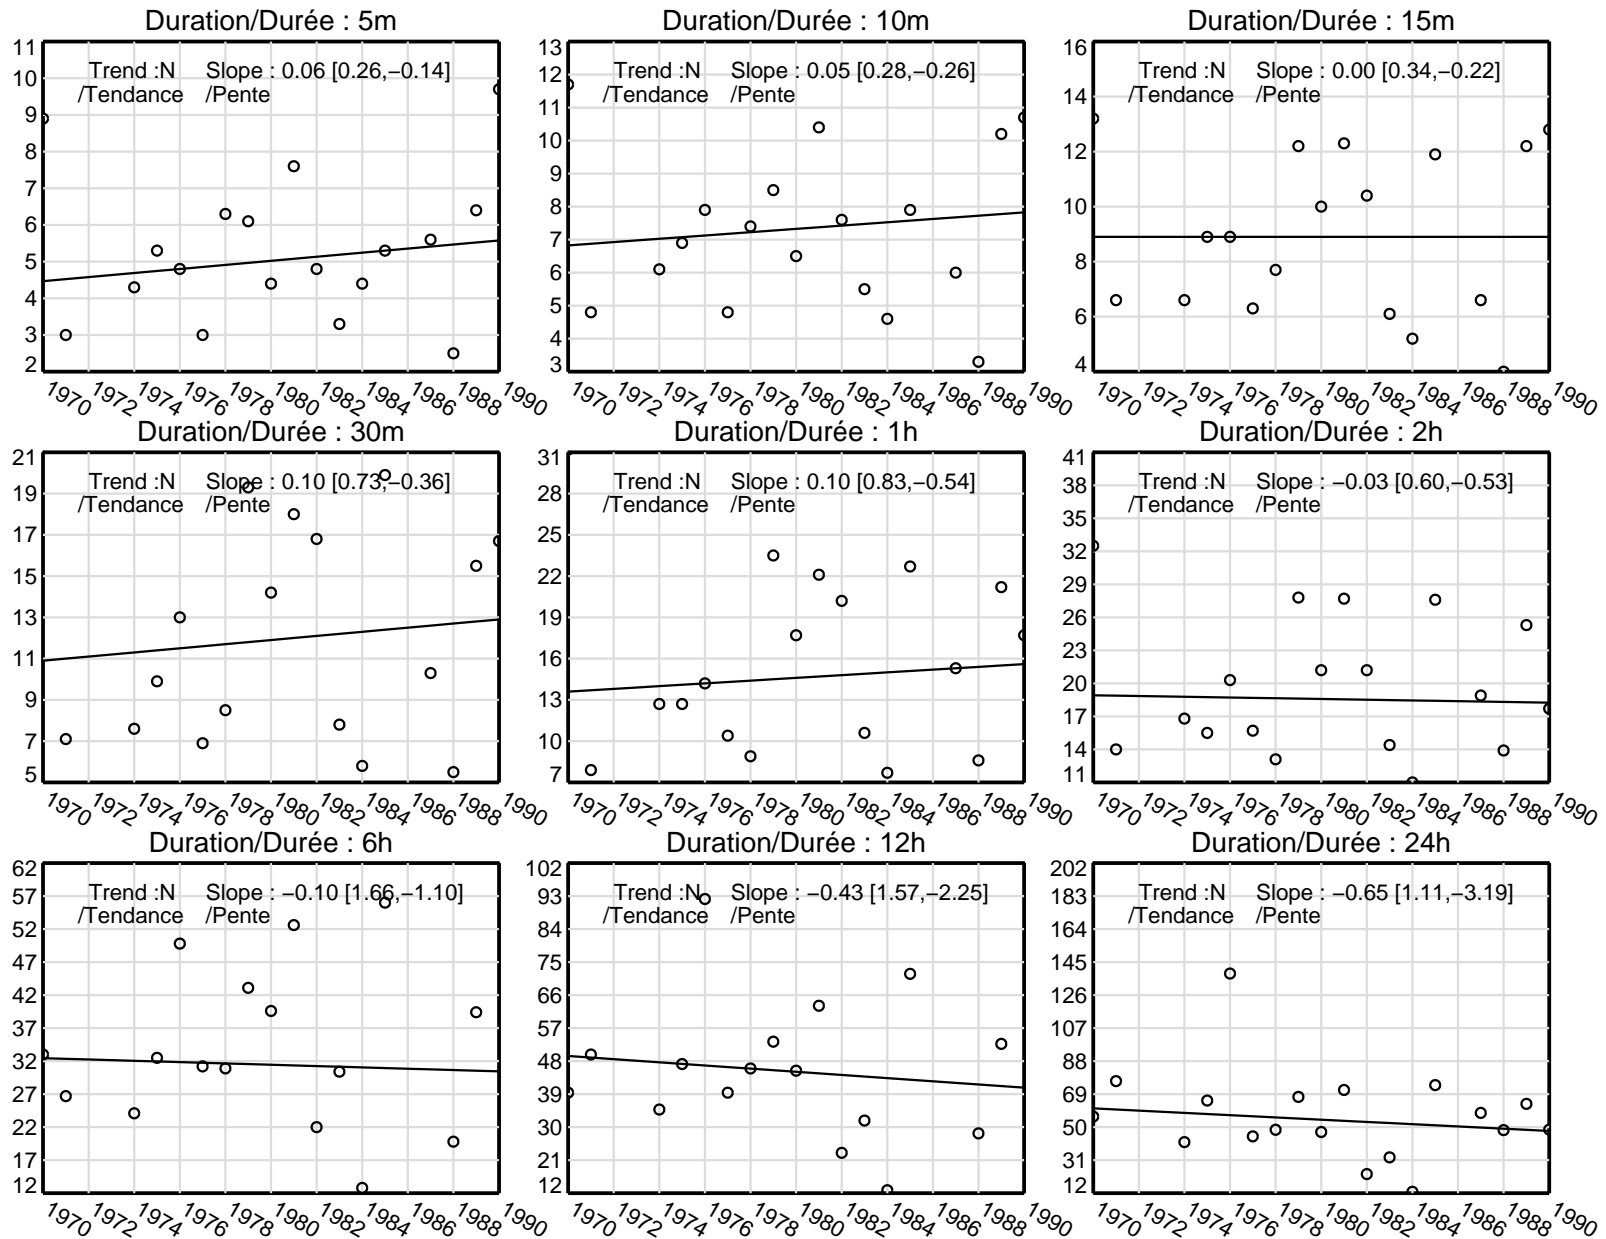 Duration/Durée : 5m
Trend :N Slope : 0.06 [0.26,−0.14]
/Tendance /Pente
11
10
9
8
7
6
5
4
3
2
1970 1972 1974 1976 1978 1980 1982 1984 1986 1988 1990
Duration/Durée : 10m
Trend :N Slope : 0.05 [0.28,−0.26]
/Tendance /Pente
13
12
11
10
9
8
7
6
5
4
3
1970 1972 1974 1976 1978 1980 1982 1984 1986 1988 1990
Duration/Durée : 15m
Trend :N Slope : 0.00 [0.34,−0.22]
/Tendance /Pente
16
14
12
10
8
6
4
1970 1972 1974 1976 1978 1980 1982 1984 1986 1988 1990
Duration/Durée : 30m
Trend :N Slope : 0.10 [0.73,−0.36]
/Tendance /Pente
21
19
17
15
13
11
9
7
5
1970 1972 1974 1976 1978 1980 1982 1984 1986 1988 1990
Duration/Durée : 1h
Trend :N Slope : 0.10 [0.83,−0.54]
/Tendance /Pente
31
28
25
22
19
16
13
10
7
1970 1972 1974 1976 1978 1980 1982 1984 1986 1988 1990
Duration/Durée : 2h
Trend :N Slope : −0.03 [0.60,−0.53]
/Tendance /Pente
41
38
35
32
29
26
23
20
17
14
11
1970 1972 1974 1976 1978 1980 1982 1984 1986 1988 1990
Duration/Durée : 6h
Trend :N Slope : −0.10 [1.66,−1.10]
/Tendance /Pente
62
57
52
47
42
37
32
27
22
17
12
1970 1972 1974 1976 1978 1980 1982 1984 1986 1988 1990
Duration/Durée : 12h
Trend :N Slope : −0.43 [1.57,−2.25]
/Tendance /Pente
102
93
84
75
66
57
48
39
30
21
12
1970 1972 1974 1976 1978 1980 1982 1984 1986 1988 1990
Duration/Durée : 24h
Trend :N Slope : −0.65 [1.11,−3.19]
/Tendance /Pente
202
183
164
145
126
107
88
69
50
31
12
1970 1972 1974 1976 1978 1980 1982 1984 1986 1988 1990